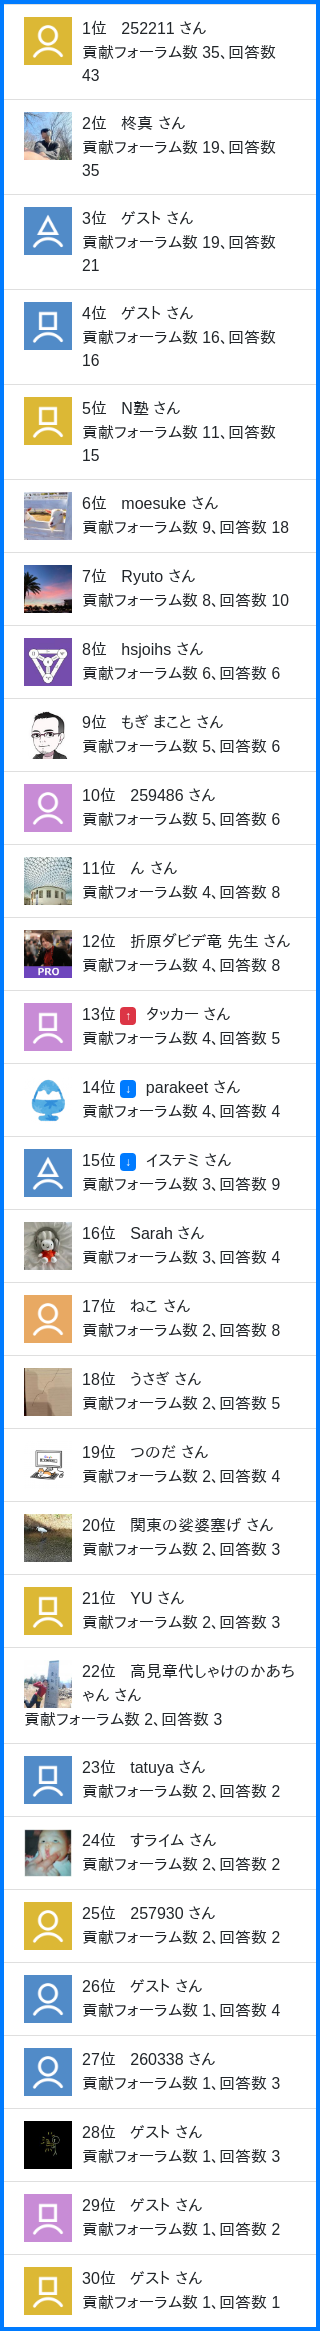 1位 252211 さん
貢献フォーラム数 35、回答数
43
2位 柊真 さん
貢献フォーラム数 19、回答数
35
3位 ゲスト さん
貢献フォーラム数 19、回答数
21
4位 ゲスト さん
貢献フォーラム数 16、回答数
16
5位 N塾 さん
貢献フォーラム数 11、回答数
15
6位 moesuke さん
貢献フォーラム数 9、回答数 18
7位 Ryuto さん
貢献フォーラム数 8、回答数 10
8位 hsjoihs さん
貢献フォーラム数 6、回答数 6
9位 もぎ まこと さん
貢献フォーラム数 5、回答数 6
10位 259486 さん
貢献フォーラム数 5、回答数 6
11位 ん さん
貢献フォーラム数 4、回答数 8
12位 折原ダビデ竜 先生 さん
貢献フォーラム数 4、回答数 8
PRO
13位 ↑ タッカー さん
貢献フォーラム数 4、回答数 5
14位 ↓ parakeet さん
貢献フォーラム数 4、回答数 4
15位 ↓ イステミ さん
貢献フォーラム数 3、回答数 9
16位 Sarah さん
貢献フォーラム数 3、回答数 4
17位 ねこ さん
貢献フォーラム数 2、回答数 8
18位 うさぎ さん
貢献フォーラム数 2、回答数 5
19位 つのだ さん
貢献フォーラム数 2、回答数 4
20位 関東の娑婆塞げ さん
貢献フォーラム数 2、回答数 3
21位 YU さん
貢献フォーラム数 2、回答数 3
22位 高見章代しゃけのかあち
ゃん さん
貢献フォーラム数 2、回答数 3
23位 tatuya さん
貢献フォーラム数 2、回答数 2
24位 すライム さん
貢献フォーラム数 2、回答数 2
25位 257930 さん
貢献フォーラム数 2、回答数 2
26位 ゲスト さん
貢献フォーラム数 1、回答数 4
27位 260338 さん
貢献フォーラム数 1、回答数 3
28位 ゲスト さん
貢献フォーラム数 1、回答数 3
29位 ゲスト さん
貢献フォーラム数 1、回答数 2
30位 ゲスト さん
貢献フォーラム数 1、回答数 1